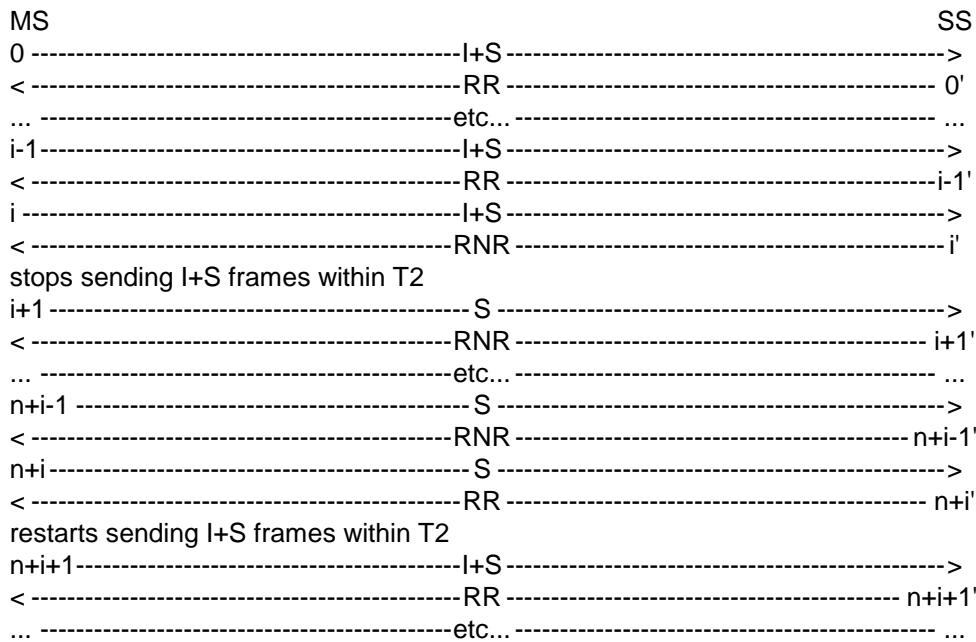 MS SS
0 -----------------------------------------------I+S------------------------------------------------>
< -----------------------------------------------RR ----------------------------------------------- 0'
... ----------------------------------------------etc...---------------------------------------------- ...
i-1----------------------------------------------I+S------------------------------------------------>
< -----------------------------------------------RR -----------------------------------------------i-1'
i ------------------------------------------------I+S------------------------------------------------>
< ----------------------------------------------RNR----------------------------------------------- i'
stops sending I+S frames within T2
i+1 ---------------------------------------------- S ------------------------------------------------->
< ----------------------------------------------RNR--------------------------------------------- i+1'
... ----------------------------------------------etc...---------------------------------------------- ...
n+i-1 ------------------------------------------- S ------------------------------------------------->
< ----------------------------------------------RNR------------------------------------------- n+i-1'
n+i---------------------------------------------- S ------------------------------------------------->
< -----------------------------------------------RR ---------------------------------------------- n+i'
restarts sending I+S frames within T2
n+i+1------------------------------------------I+S------------------------------------------------>
< -----------------------------------------------RR ------------------------------------------- n+i+1'
... ----------------------------------------------etc...---------------------------------------------- ...